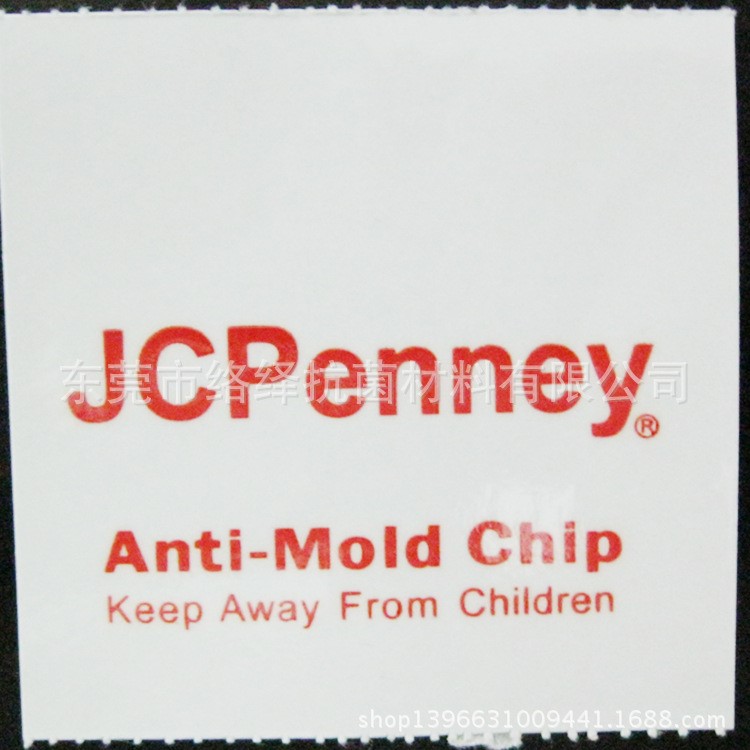 JCPenney®
东莞市络绎抗菌材料有限公司
Anti-Mold Chip
Keep Away From Children
shop1396631009441.1688.com